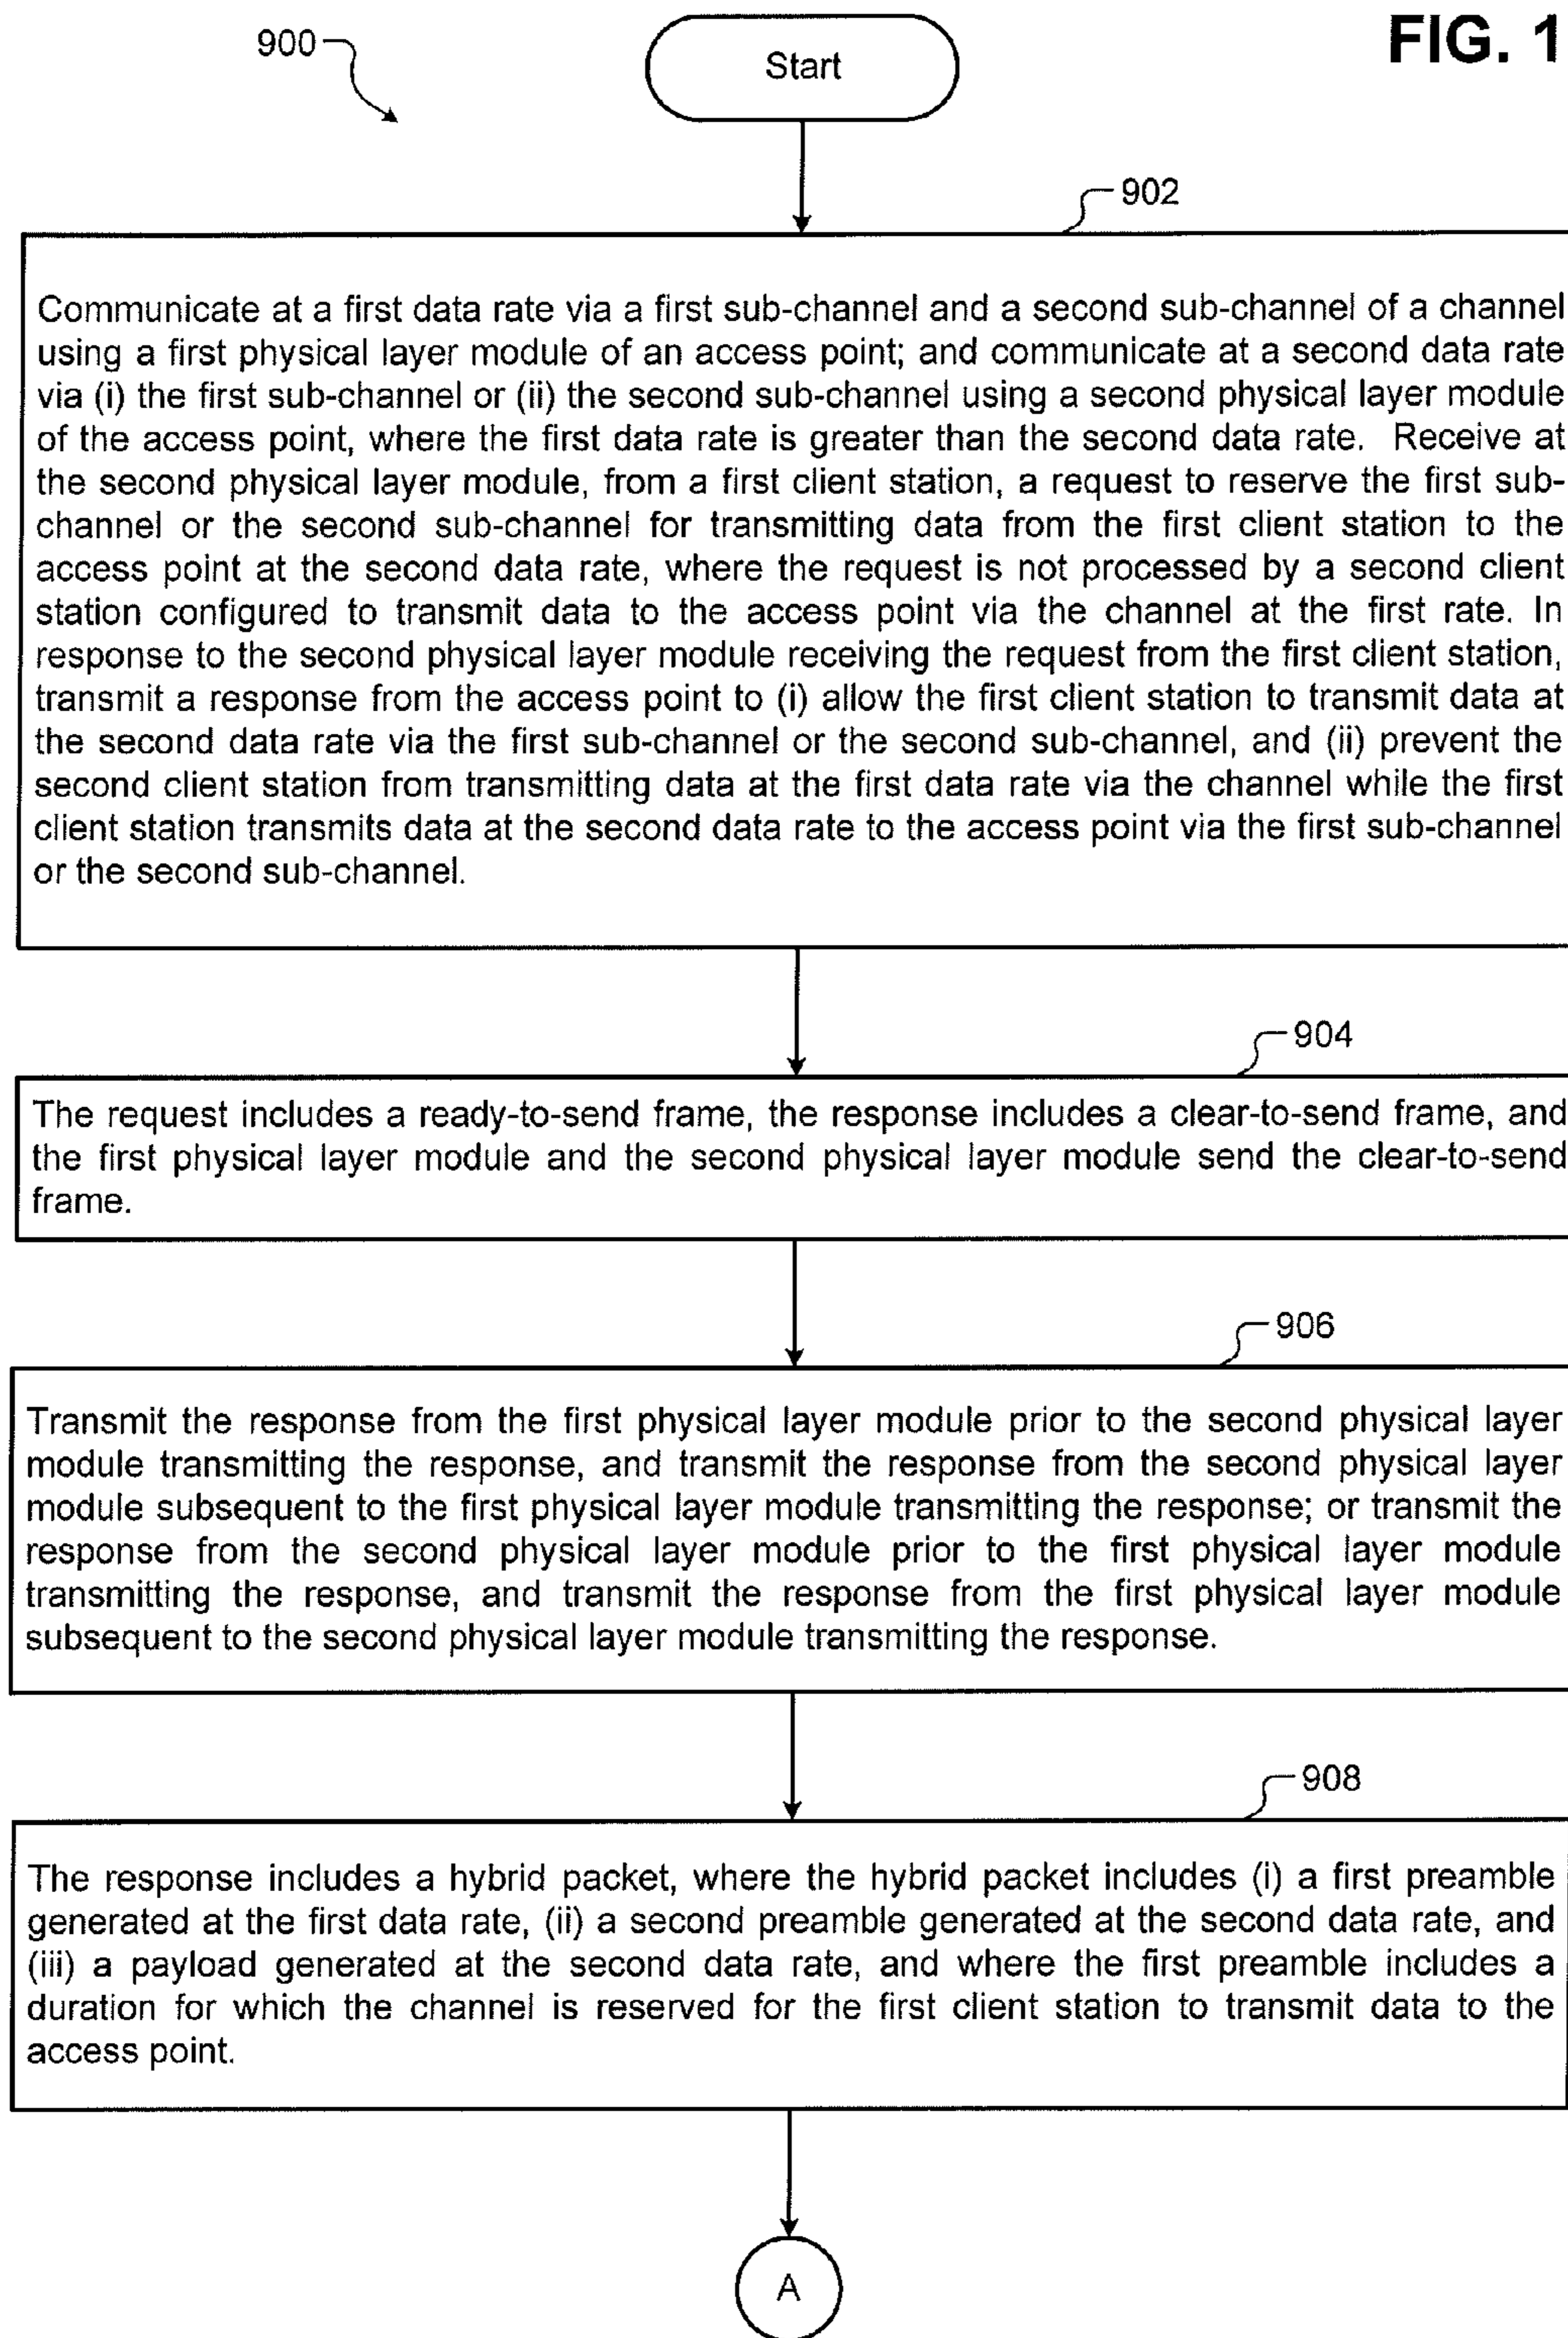 FIG. 1
900
Start
902
Communicate at a first data rate via a first sub-channel and a second sub-channel of a channel
using a first physical layer module of an access point; and communicate at a second data rate
via (i) the first sub-channel or (ii) the second sub-channel using a second physical layer module
of the access point, where the first data rate is greater than the second data rate. Receive at
the second physical layer module, from a first client station, a request to reserve the first sub-
channel or the second sub-channel for transmitting data from the first client station to the
access point at the second data rate, where the request is not processed by a second client
station configured to transmit data to the access point via the channel at the first rate. In
response to the second physical layer module receiving the request from the first client station,
transmit a response from the access point to (i) allow the first client station to transmit data at
the second data rate via the first sub-channel or the second sub-channel, and (ii) prevent the
second client station from transmitting data at the first data rate via the channel while the first
client station transmits data at the second data rate to the access point via the first sub-channel
or the second sub-channel.
904
The request includes a ready-to-send frame, the response includes a clear-to-send frame, and
the first physical layer module and the second physical layer module send the clear-to-send
frame.
906
Transmit the response from the first physical layer module prior to the second physical layer
module transmitting the response, and transmit the response from the second physical layer
module subsequent to the first physical layer module transmitting the response; or transmit the
response from the second physical layer module prior to the first physical layer module
transmitting the response, and transmit the response from the first physical layer module
subsequent to the second physical layer module transmitting the response.
908
The response includes a hybrid packet, where the hybrid packet includes (i) a first preamble
generated at the first data rate, (ii) a second preamble generated at the second data rate, and
(iii) a payload generated at the second data rate, and where the first preamble includes a
duration for which the channel is reserved for the first client station to transmit data to the
access point.
A